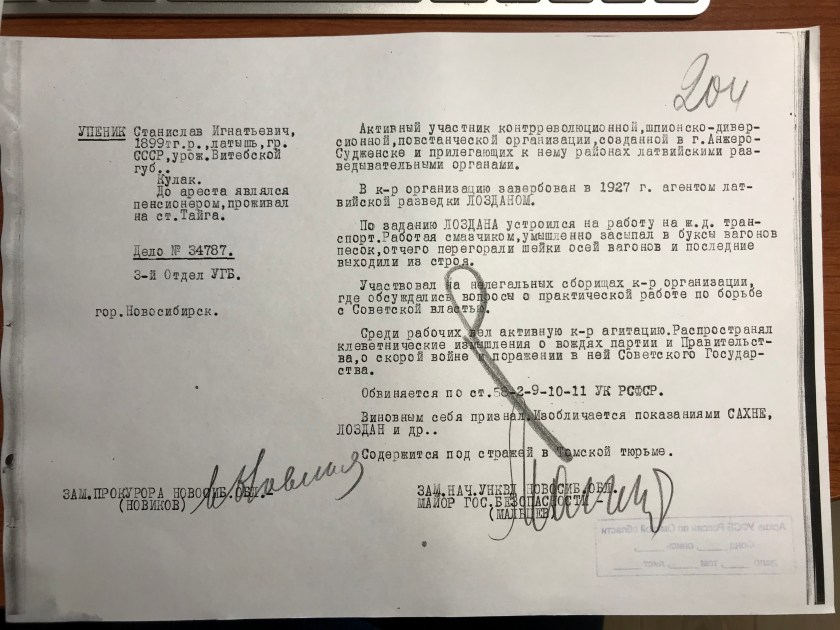 204
УПЕНИК Станислав Игнатьевич,
1899тг.р.,латыш,гр.
СССР,урож.Витебской
губ..
Кулак.
До ареста являлся
пенсионером,проживал
на ст.Тайга.
Дело № 34787.
3-й Отдел УГБ.
гор.Новосибирск.
Активный участник контрреволюционной,шпионско-дивер-
сионной,повстанческой организации,созданной в г.Анжеро-
Судженске и прилегающих к нему районах латвийскими раз-
ведывательными органами.
В к-р организацию завербован в 1927 г. агентом лат-
вийской разведки ЛОЗДАНОМ.
По заданию ЛОЗДАНА устроился на работу на ж.д. тран-
спорт.Работая смазчиком,умышленно засыпал в буксы вагонов
песок,отчего перегорали шейки осей вагонов и последние
выходили из строя.
Участвовал на нелегальных сборищах к-р организации,
где обсуждались вопросы о практической работе по борьбе
с Советской властью.
Среди рабочих вел активную к-р агитацию.Распространял
клеветнические измышления о вождях партии и Правительст-
ва,о скорой войне и поражении в ней Советского Государ-
ства.
Обвиняется по ст.58-2-9-10-11 УК РСФСР.
Виновным себя признал.Изобличается показаниями САХНЕ,
ЛОЗДАН и др..
Содержится под стражей в Томской тюрьме.
ЗАМ.ПРОКУРОРА НОВОСИБ.ОБЛ.-
(НОВИКОВ)
ЗАМ.НАЧ.УНКВД НОВОСИБ.ОБЛ.
МАЙОР ГОС.БЕЗОПАСНОСТИ -
(МАЛЬЦЕВ)